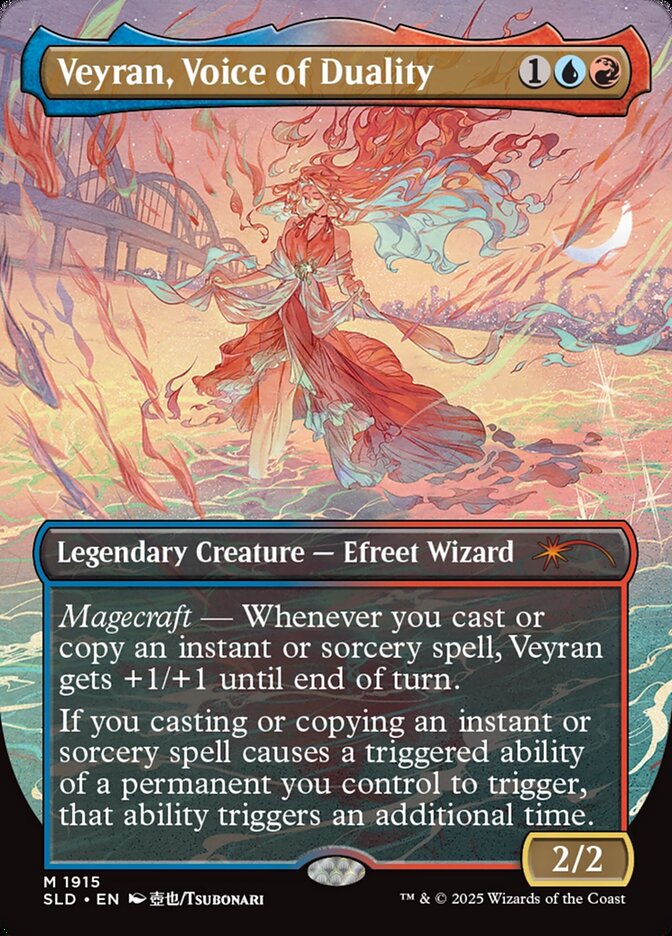 Veyran, Voice of Duality 1
Legendary Creature — Efreet Wizard
Magecraft — Whenever you cast or
copy an instant or sorcery spell, Veyran
gets +1/+1 until end of turn.
If you casting or copying an instant or
sorcery spell causes a triggered ability
of a permanent you control to trigger,
that ability triggers an additional time.
2/2
M 1915
SLD • EN 壺也/Tsubonari
™ & © 2025 Wizards of the Coast